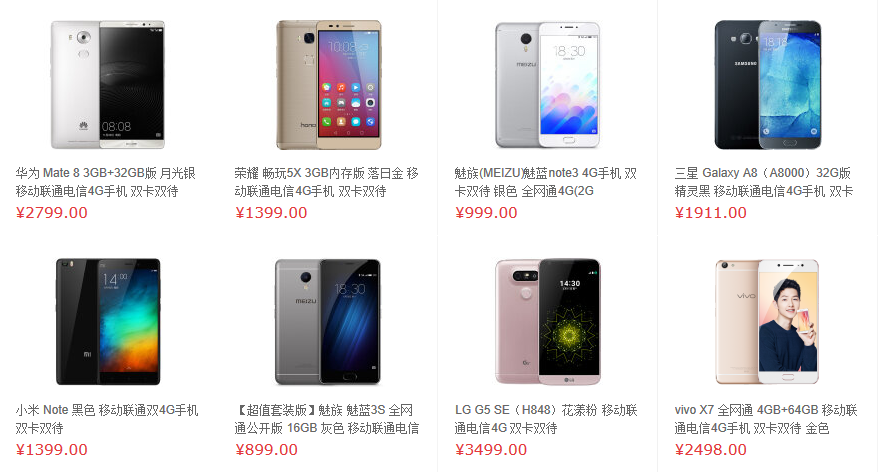 HUAWEI
08:08
10:08
honor
MEIZU
18:30
SAMSUNG
18:18
华为 Mate 8 3GB+32GB版 月光银
移动联通电信4G手机 双卡双待
¥2799.00
荣耀 畅玩5X 3GB内存版 落日金 移
动联通电信4G手机 双卡双待
¥1399.00
魅族(MEIZU)魅蓝note3 4G手机 双
卡双待 银色 全网通4G(2G
¥999.00
三星 Galaxy A8（A8000）32G版
精灵黑 移动联通电信4G手机 双卡
¥1911.00
mi
14:00
MEIZU
18:30
14:30
G5
LG
vivo
小米 Note 黑色 移动联通双4G手机
双卡双待
¥1399.00
【超值套装版】魅族 魅蓝3S 全网
通公开版 16GB 灰色 移动联通电信
¥899.00
LG G5 SE（H848）花漾粉 移动联
通电信4G 双卡双待
¥3499.00
vivo X7 全网通 4GB+64GB 移动联
通电信4G手机 双卡双待 金色
¥2498.00